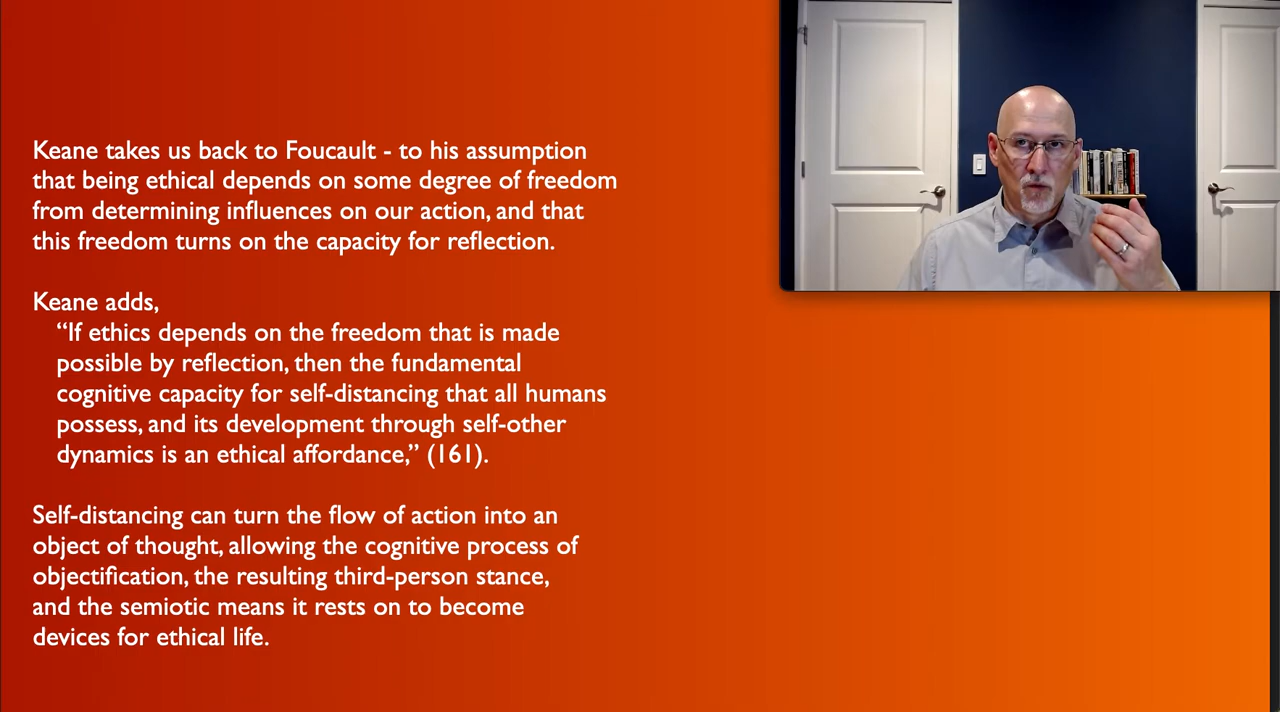 Keane takes us back to Foucault - to his assumption
that being ethical depends on some degree of freedom
from determining influences on our action, and that
this freedom turns on the capacity for reflection.
Keane adds,
“If ethics depends on the freedom that is made
possible by reflection, then the fundamental
cognitive capacity for self-distancing that all humans
possess, and its development through self-other
dynamics is an ethical affordance,” (161).
Self-distancing can turn the flow of action into an
object of thought, allowing the cognitive process of
objectification, the resulting third-person stance,
and the semiotic means it rests on to become
devices for ethical life.